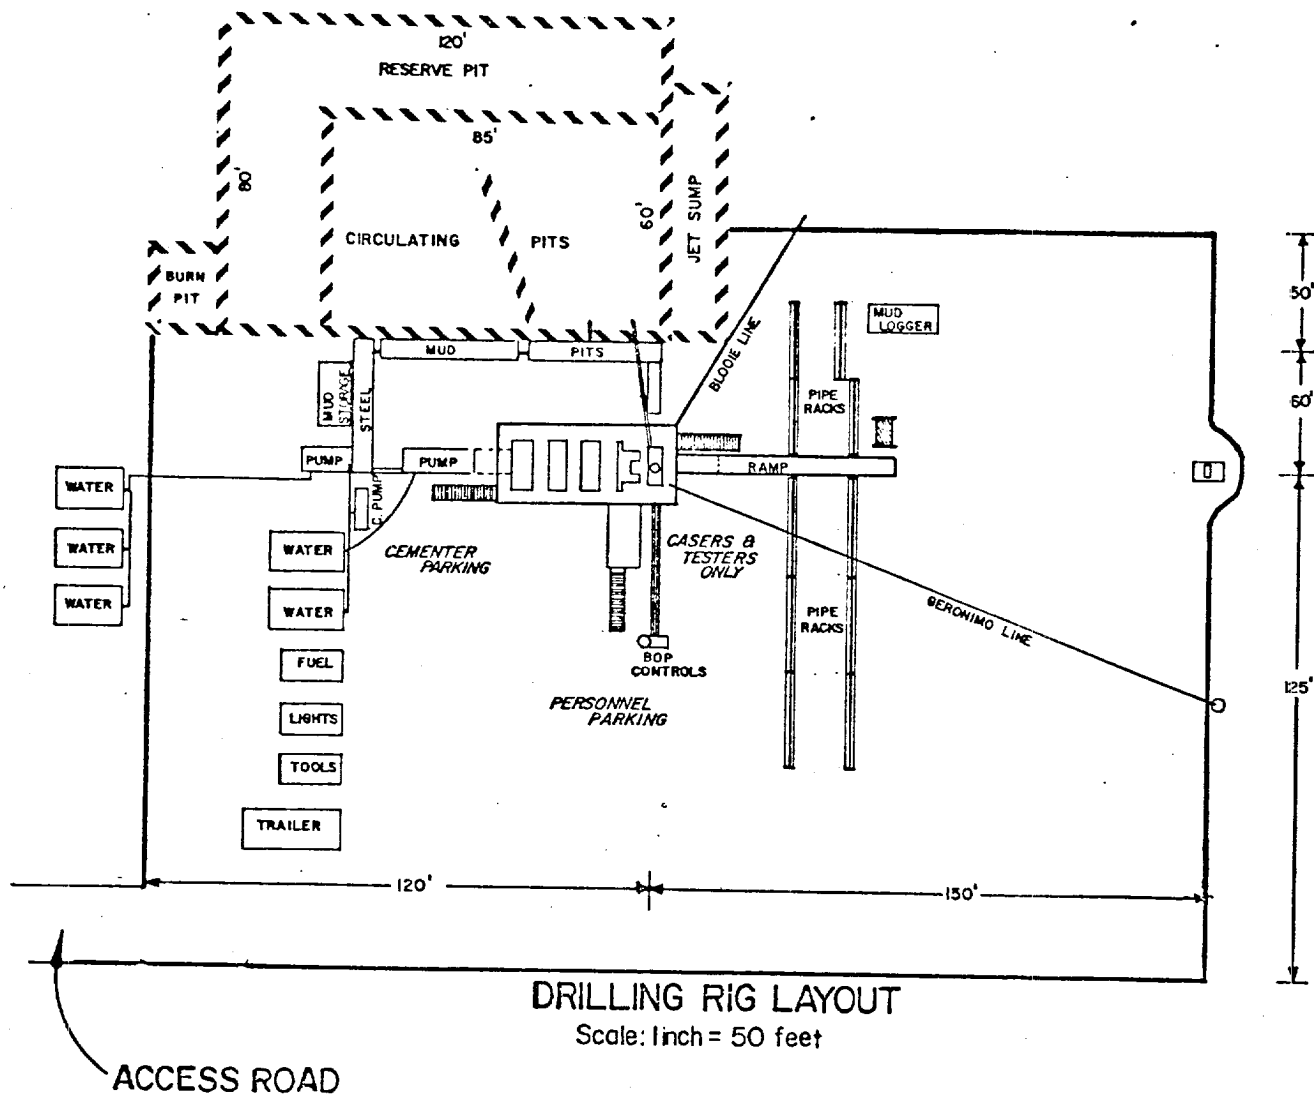 120'
RESERVE PIT
85'
80'
60'
JET SUMP
CIRCULATING
PITS
BURN
PIT
50'
MUD
LOGGER
BLOOIE LINE
MUD
PITS
MUD
STORAGE
STEEL
PIPE
RACKS
60'
PUMP
PUMP
RAMP
WATER
C. PUMP
WATER
WATER
CEMENTER
PARKING
CASERS &
TESTERS
ONLY
WATER
WATER
GERONIMO LINE
PIPE
RACKS
BOP
CONTROLS
FUEL
125'
PERSONNEL
PARKING
LIGHTS
TOOLS
TRAILER
120'
150'
DRILLING RIG LAYOUT
Scale: 1inch = 50 feet
ACCESS ROAD